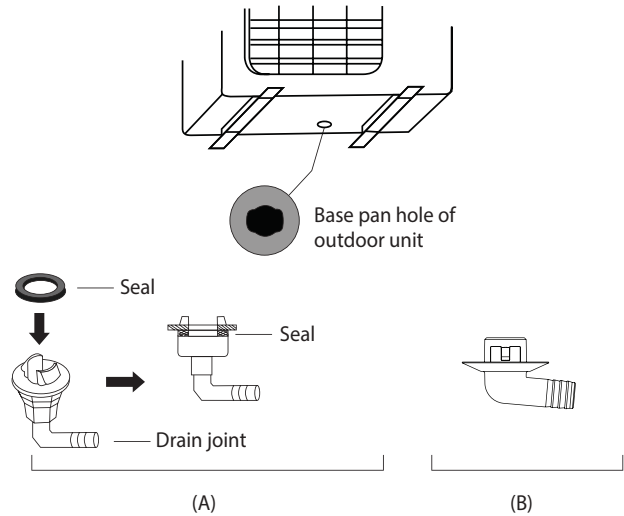 Base pan hole of
outdoor unit
Seal
Seal
Drain joint
(A)
(B)